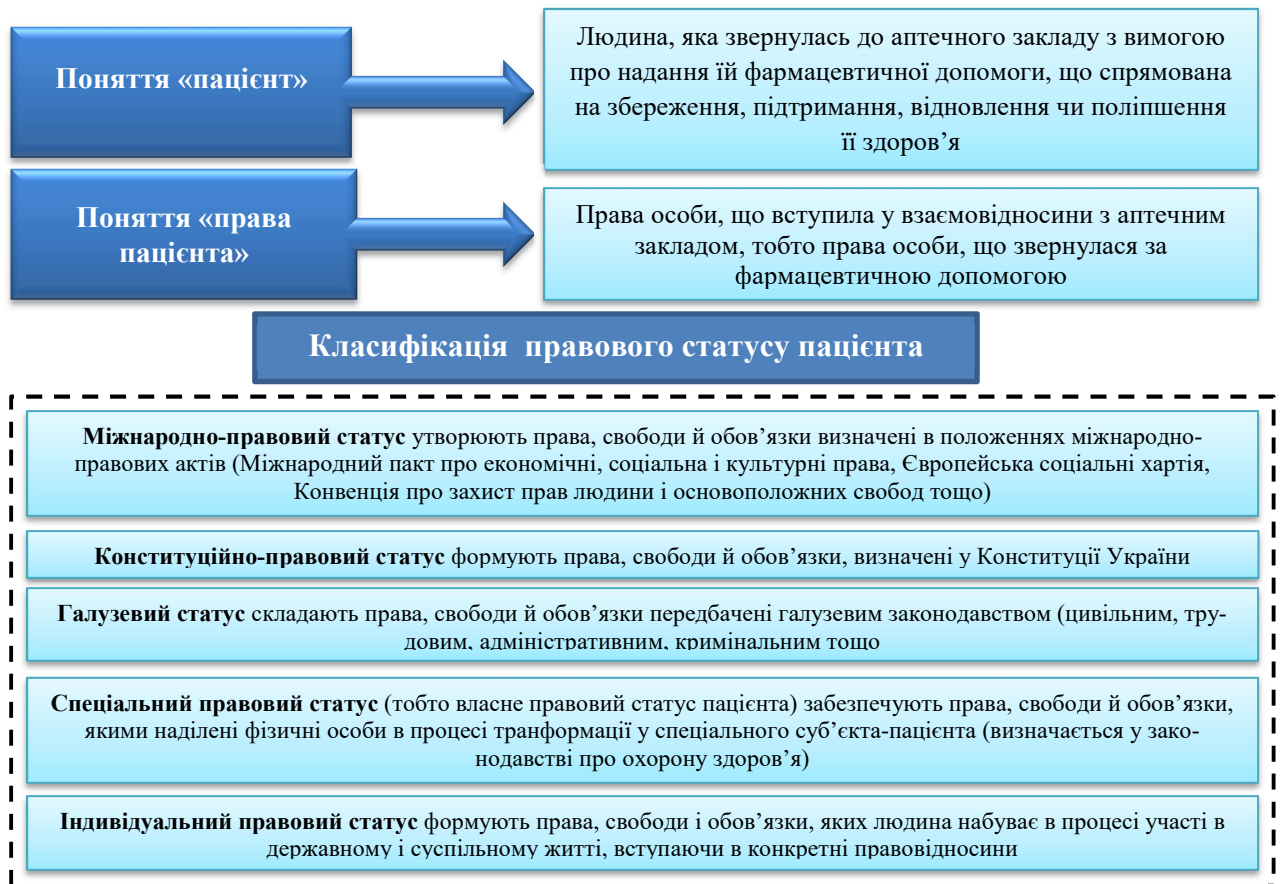 Поняття «пацієнт»
Людина, яка звернулась до аптечного закладу з вимогою
про надання їй фармацевтичної допомоги, що спрямована
на збереження, підтримання, відновлення чи поліпшення
її здоров’я
Поняття «права
пацієнта»
Права особи, що вступила у взаємовідносини з аптечним
закладом, тобто права особи, що звернулася за
фармацевтичною допомогою
Класифікація правового статусу пацієнта
Міжнародно-правовий статус утворюють права, свободи й обов’язки визначені в положеннях міжнародно-
правових актів (Міжнародний пакт про економічні, соціальна і культурні права, Європейська соціальні хартія,
Конвенція про захист прав людини і основоположних свобод тощо)
Конституційно-правовий статус формують права, свободи й обов’язки, визначені у Конституції України
Галузевий статус складають права, свободи й обов’язки передбачені галузевим законодавством (цивільним, тру-
довим, адміністративним, кримінальним тощо
Спеціальний правовий статус (тобто власне правовий статус пацієнта) забезпечують права, свободи й обов’язки,
якими наділені фізичні особи в процесі транформації у спеціального суб’єкта-пацієнта (визначається у зако-
нодавстві про охорону здоров’я)
Індивідуальний правовий статус формують права, свободи і обов’язки, яких людина набуває в процесі участі в
державному і суспільному житті, вступаючи в конкретні правовідносини